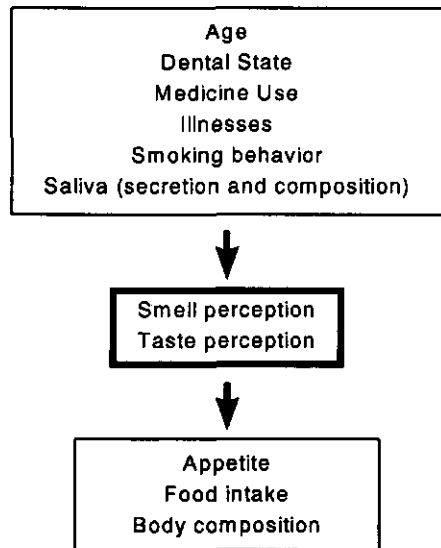 Age
Dental State
Medicine Use
Illnesses
Smoking behavior
Saliva (secretion and composition)
Smell perception
Taste perception
Appetite
Food intake
Body composition